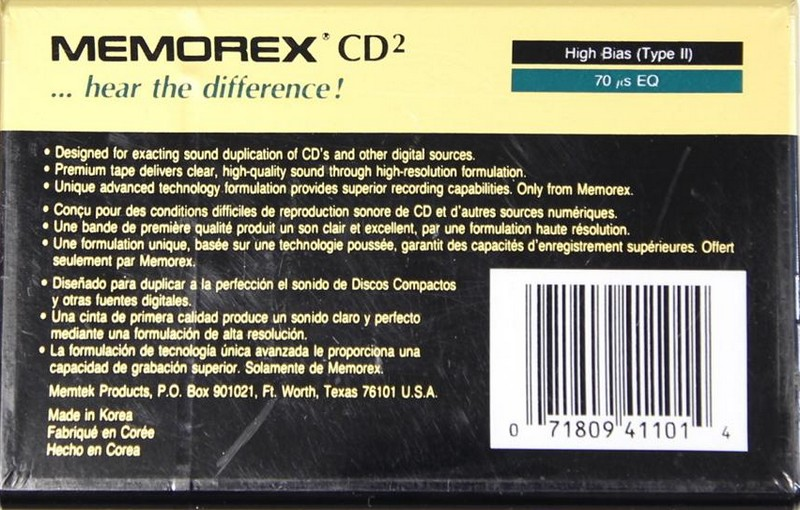 MEMOREX® CD²
... hear the difference!
High Bias (Type II)
70 μs EQ
• Designed for exacting sound duplication of CD's and other digital sources.
• Premium tape delivers clear, high-quality sound through high-resolution formulation.
• Unique advanced technology formulation provides superior recording capabilities. Only from Memorex.
• Conçu pour des conditions difficiles de reproduction sonore de CD et d'autres sources numériques.
• Une bande de première qualité produit un son clair et excellent, par une formulation haute résolution.
• Une formulation unique, basée sur une technologie poussée, garantit des capacités d'enregistrement supérieures. Offert
seulement par Memorex.
• Diseñado para duplicar a la perfección el sonido de Discos Compactos
y otras fuentes digitales.
• Una cinta de primera calidad produce un sonido claro y perfecto
mediante una formulación de alta resolución.
• La formulación de tecnología única avanzada le proporciona una
capacidad de grabación superior. Solamente de Memorex.
Memtek Products, P.O. Box 901021, Ft. Worth, Texas 76101 U.S.A.
Made in Korea
Fabriqué en Corée
Hecho en Corea
0 71809 41101 4